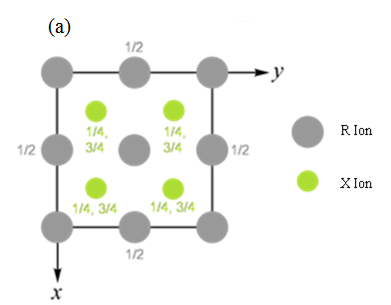 (a)
1/2
y
1/4,
3/4
1/4,
3/4
R Ion
1/2
1/2
X Ion
1/4, 3/4
1/4, 3/4
1/2
x